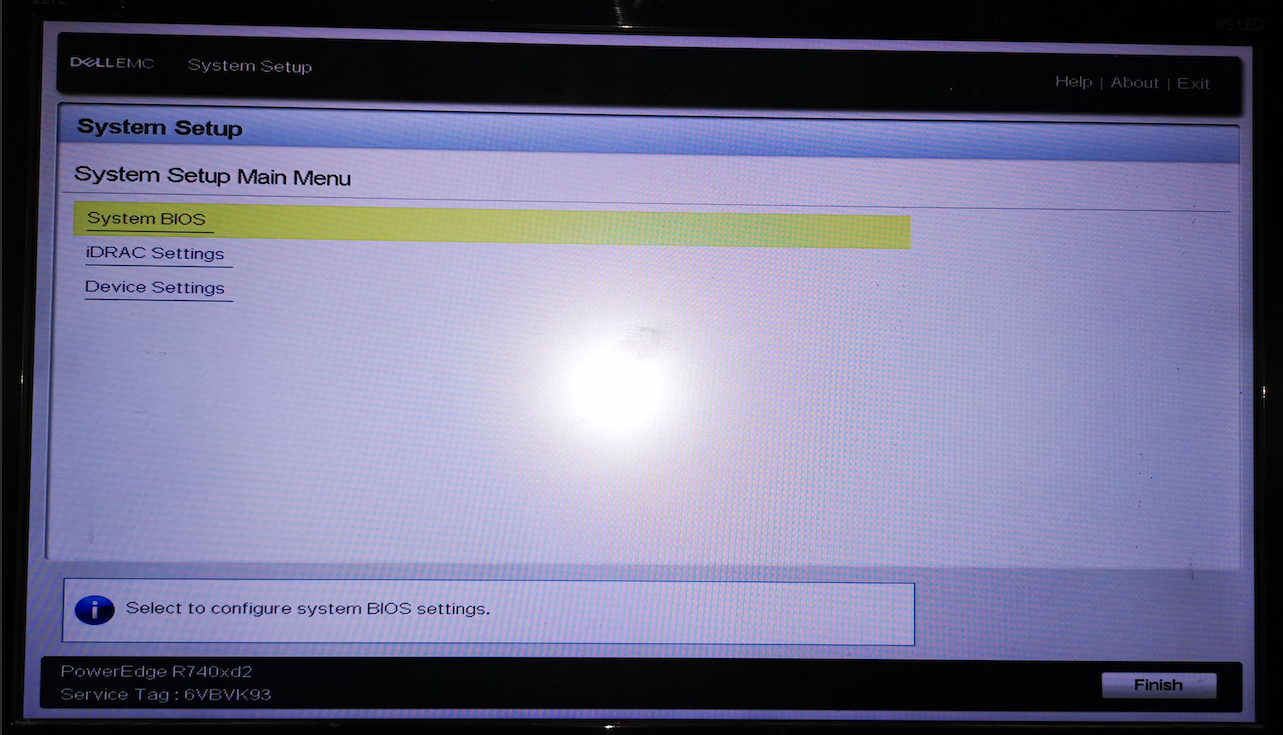 DELLEMC System Setup
Help | About | Exit
System Setup
System Setup Main Menu
System BIOS
iDRAC Settings
Device Settings
i Select to configure system BIOS settings.
PowerEdge R740xd2
Service Tag : 6VBVK93
Finish
IPS LED